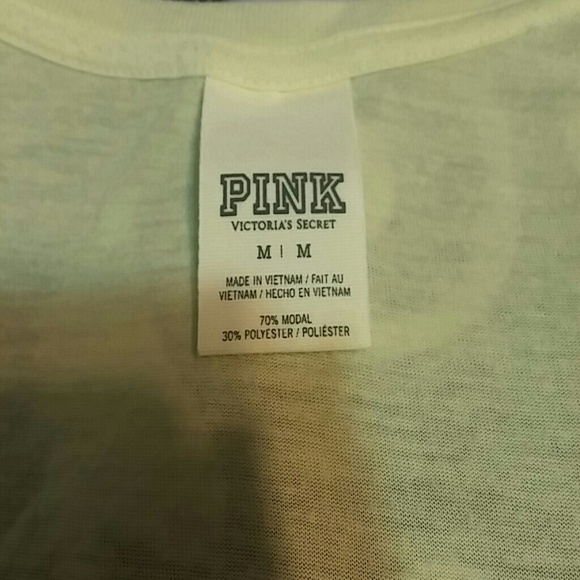 PINK
VICTORIA'S SECRET
M | M
MADE IN VIETNAM / FAIT AU
VIETNAM / HECHO EN VIETNAM
70% MODAL
30% POLYESTER / POLIÉSTER